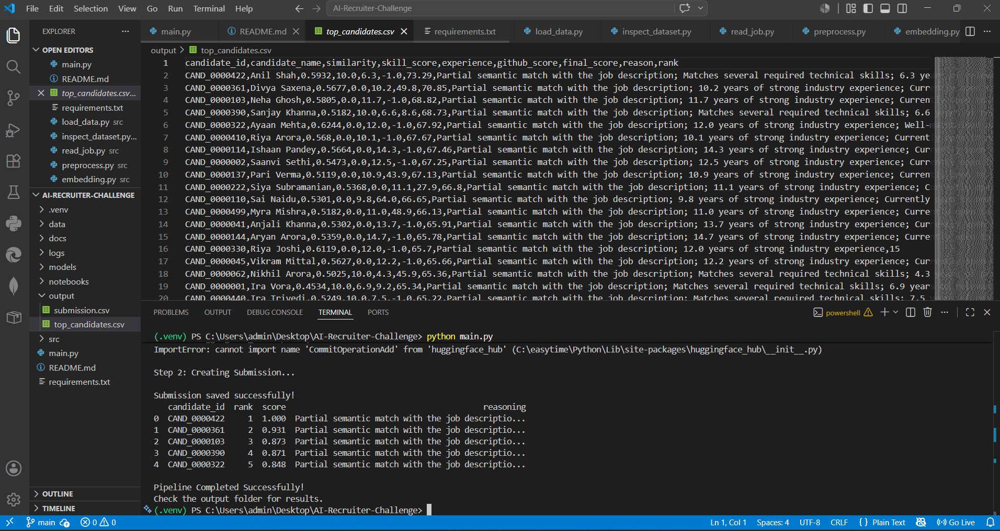 File Edit Selection View Go Run Terminal Help
AI-Recruiter-Challenge
EXPLORER
OPEN EDITORS
main.py
README.md
top_candidates.csv...
requirements.txt
load_data.py src
inspect_dataset.py...
read_job.py src
preprocess.py src
embedding.py src
AI-RECRUITER-CHALLENGE
.venv
data
docs
logs
models
notebooks
output
submission.csv
top_candidates.csv
src
main.py
README.md
requirements.txt
OUTLINE
TIMELINE
main.py README.md top_candidates.csv requirements.txt load_data.py inspect_dataset.py read_job.py preprocess.py embedding.py
output > top_candidates.csv
1 candidate_id,candidate_name,similarity,skill_score,experience,github_score,final_score,reason,rank
2 CAND_0000422,Anil Shah,0.5932,10.0,6.3,-1.0,73.29,Partial semantic match with the job description; Matches several required technical skills; 6.3 ye
3 CAND_0000361,Divya Saxena,0.5677,0.0,10.2,49.8,70.85,Partial semantic match with the job description; 10.2 years of strong industry experience; Curr
4 CAND_0000103,Neha Ghosh,0.5805,0.0,11.7,-1.0,68.82,Partial semantic match with the job description; 11.7 years of strong industry experience; Curren
5 CAND_0000390,Sanjay Khanna,0.5182,10.0,6.6,8.6,68.73,Partial semantic match with the job description; Matches several required technical skills; 6.6
6 CAND_0000322,Ayaan Mehta,0.6244,0.0,12.0,-1.0,67.92,Partial semantic match with the job description; 12.0 years of strong industry experience; Well-
7 CAND_0000410,Riya Arora,0.568,0.0,10.1,-1.0,67.67,Partial semantic match with the job description; 10.1 years of strong industry experience; Current
8 CAND_0000114,Ishaan Pandey,0.5664,0.0,14.3,-1.0,67.46,Partial semantic match with the job description; 14.3 years of strong industry experience; Cur
9 CAND_0000002,Saanvi Sethi,0.5473,0.0,12.5,-1.0,67.25,Partial semantic match with the job description; 12.5 years of strong industry experience; Curr
10 CAND_0000137,Pari Verma,0.5119,0.0,10.9,43.9,67.13,Partial semantic match with the job description; 10.9 years of strong industry experience; Current
11 CAND_0000222,Siya Subramanian,0.5368,0.0,11.1,27.9,66.8,Partial semantic match with the job description; 11.1 years of strong industry experience; C
12 CAND_0000110,Sai Naidu,0.5301,0.0,9.8,64.0,66.65,Partial semantic match with the job description; 9.8 years of strong industry experience; Currently
13 CAND_0000499,Myra Mishra,0.5182,0.0,11.0,48.9,66.13,Partial semantic match with the job description; 11.0 years of strong industry experience; Curre
14 CAND_0000041,Anjali Khanna,0.5302,0.0,13.7,-1.0,65.91,Partial semantic match with the job description; 13.7 years of strong industry experience; Cur
15 CAND_0000144,Aryan Arora,0.5359,0.0,14.7,-1.0,65.78,Partial semantic match with the job description; 14.7 years of strong industry experience; Curre
16 CAND_0000330,Riya Joshi,0.6119,0.0,12.0,-1.0,65.7,Partial semantic match with the job description; 12.0 years of strong industry experience,15
17 CAND_0000045,Vikram Mittal,0.5627,0.0,12.2,-1.0,65.66,Partial semantic match with the job description; 12.2 years of strong industry experience; Cur
18 CAND_0000062,Nikhil Arora,0.5025,10.0,4.3,45.9,65.36,Partial semantic match with the job description; Matches several required technical skills; 4.3
19 CAND_0000001,Ira Vora,0.4534,10.0,6.9,9.2,65.34,Partial semantic match with the job description; Matches several required technical skills; 6.9 year
20 CAND_0000440,Ira Trivedi,0.5249,10.0,7.5,-1.0,65.22,Partial semantic match with the job description; Matches several required technical skills; 7.5
PROBLEMS OUTPUT DEBUG CONSOLE TERMINAL PORTS
powershell
(.venv) PS C:\Users\admin\Desktop\AI-Recruiter-Challenge> python main.py
ImportError: cannot import name 'CommitOperationAdd' from 'huggingface_hub' (C:\easytime\Python\Lib\site-packages\huggingface_hub\__init__.py)
Step 2: Creating Submission...
Submission saved successfully!
candidate_id rank score reasoning
0 CAND_0000422 1 1.000 Partial semantic match with the job descriptio...
1 CAND_0000361 2 0.931 Partial semantic match with the job descriptio...
2 CAND_0000103 3 0.873 Partial semantic match with the job descriptio...
3 CAND_0000390 4 0.871 Partial semantic match with the job descriptio...
4 CAND_0000322 5 0.848 Partial semantic match with the job descriptio...
Pipeline Completed Successfully!
Check the output folder for results.
(.venv) PS C:\Users\admin\Desktop\AI-Recruiter-Challenge>
main 0 0 Ln 1, Col 1 Spaces: 4 UTF-8 CRLF { } Plain Text Go Live